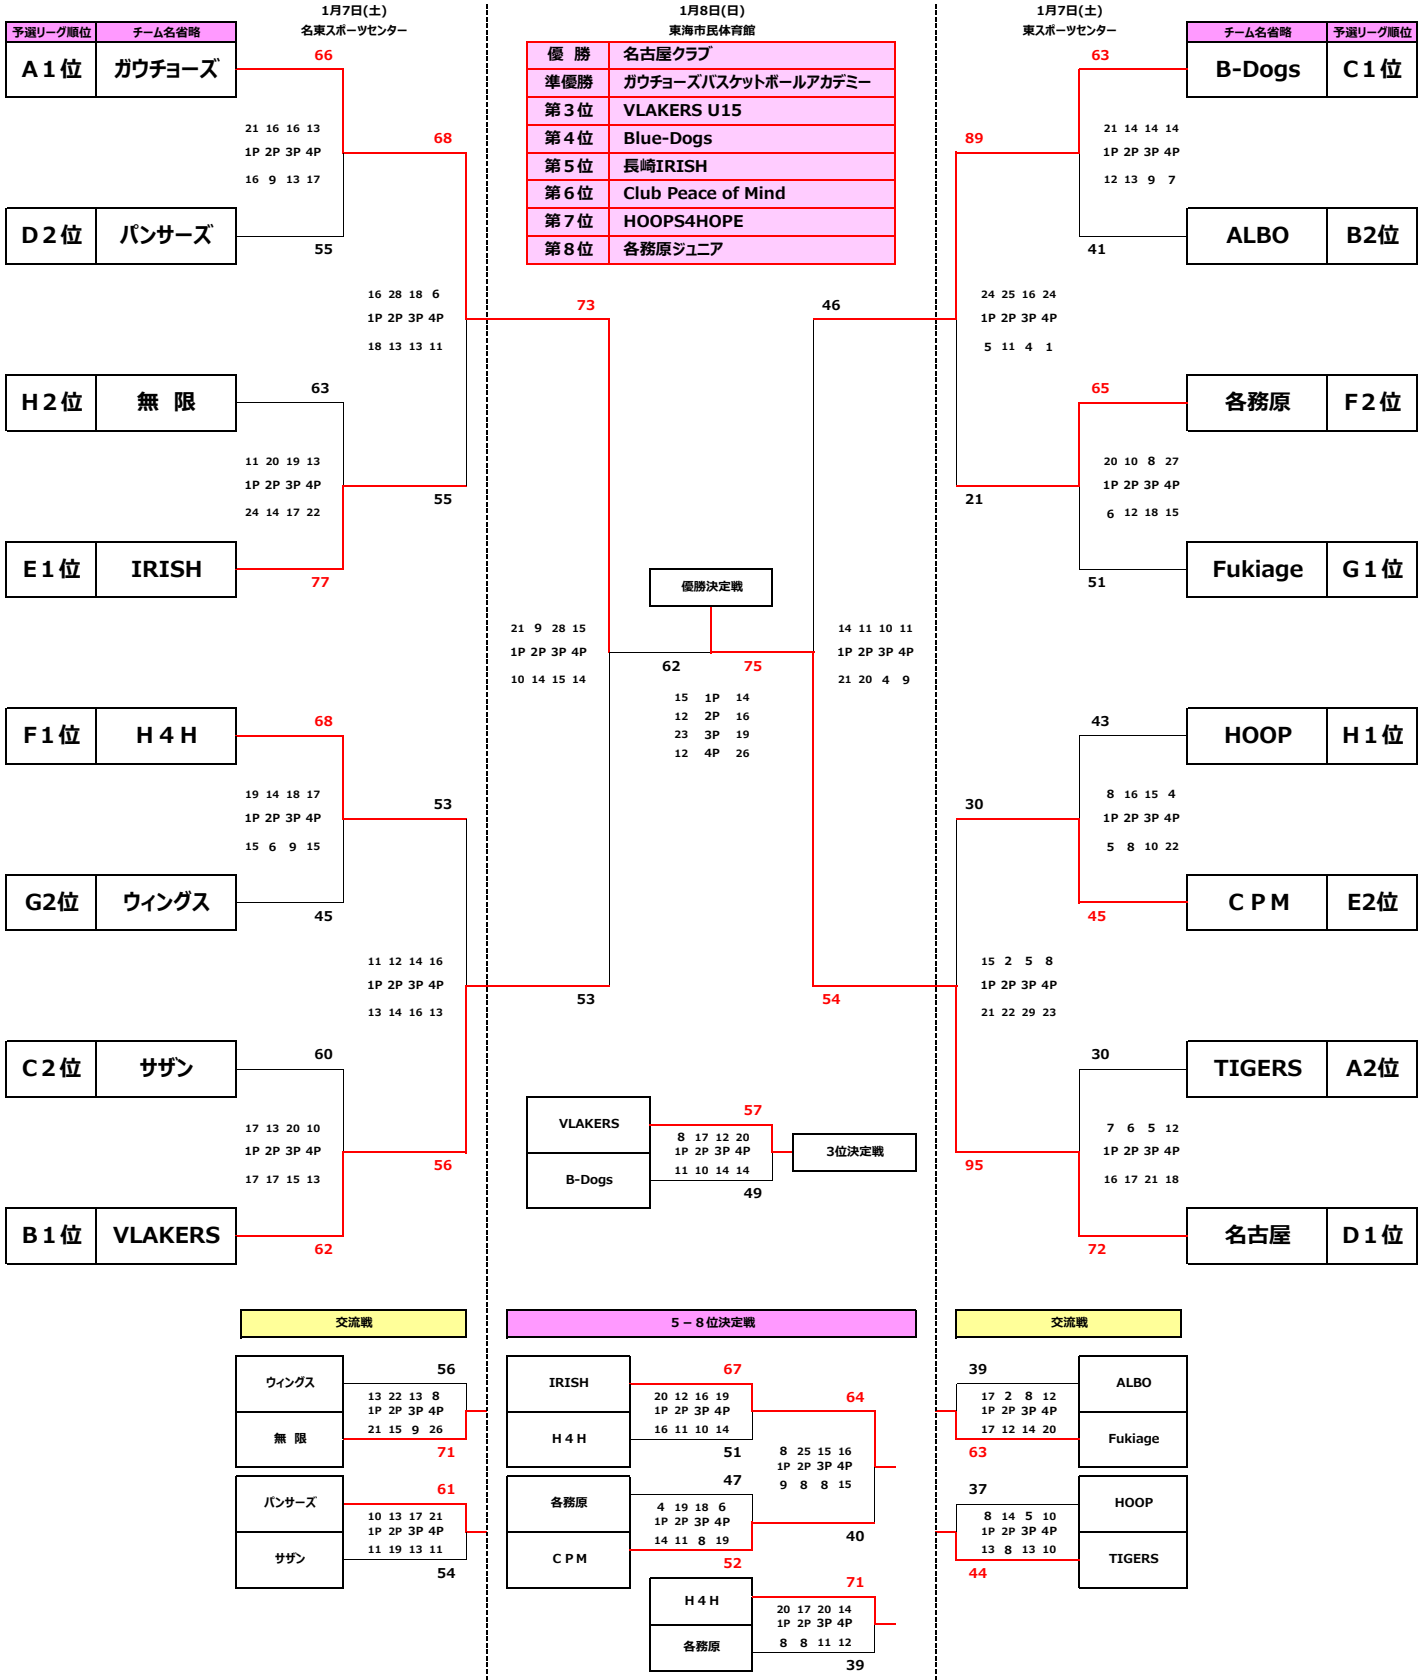 1月7日(土)
名東スポーツセンター
1月8日(日)
東海市民体育館
1月7日(土)
東スポーツセンター
予選リーグ順位 チーム名省略
チーム名省略 予選リーグ順位
優 勝 名古屋クラブ
準優勝 ガウチョーズバスケットボールアカデミー
第３位 VLAKERS U15
第４位 Blue-Dogs
第５位 長崎IRISH
第６位 Club Peace of Mind
第７位 HOOPS4HOPE
第８位 各務原ジュニア
A１位 ガウチョーズ
66
21 16 16 13
1P 2P 3P 4P
16 9 13 17
D２位 パンサーズ
55
68
16 28 18 6
1P 2P 3P 4P
18 13 13 11
H２位 無 限
63
11 20 19 13
1P 2P 3P 4P
24 14 17 22
55
E１位 IRISH
77
73
21 9 28 15
1P 2P 3P 4P
10 14 15 14
F１位 H４H
68
19 14 18 17
1P 2P 3P 4P
15 6 9 15
53
G2位 ウィングス
45
11 12 14 16
1P 2P 3P 4P
13 14 16 13
53
C２位 サザン
60
17 13 20 10
1P 2P 3P 4P
17 17 15 13
56
B１位 VLAKERS
62
優勝決定戦
62 75
15 1P 14
12 2P 16
23 3P 19
12 4P 26
63
B-Dogs C１位
89
21 14 14 14
1P 2P 3P 4P
12 13 9 7
41
ALBO B2位
46
24 25 16 24
1P 2P 3P 4P
5 11 4 1
65
各務原 F２位
20 10 8 27
1P 2P 3P 4P
6 12 18 15
21
51
Fukiage G１位
14 11 10 11
1P 2P 3P 4P
21 20 4 9
43
HOOP H１位
8 16 15 4
1P 2P 3P 4P
5 8 10 22
30
45
ＣＰＭ E2位
15 2 5 8
1P 2P 3P 4P
21 22 29 23
54
30
TIGERS A2位
7 6 5 12
1P 2P 3P 4P
16 17 21 18
95
72
名古屋 D１位
VLAKERS
57
8 17 12 20
1P 2P 3P 4P
11 10 14 14
B-Dogs
49
3位決定戦
交流戦
ウィングス
56
13 22 13 8
1P 2P 3P 4P
21 15 9 26
無 限
71
パンサーズ
61
10 13 17 21
1P 2P 3P 4P
11 19 13 11
サザン
54
５－８位決定戦
IRISH
67
20 12 16 19
1P 2P 3P 4P
16 11 10 14
H４H
51
64
8 25 15 16
1P 2P 3P 4P
9 8 8 15
各務原
47
4 19 18 6
1P 2P 3P 4P
14 11 8 19
ＣＰＭ
52
40
H４H
71
20 17 20 14
1P 2P 3P 4P
8 8 11 12
各務原
39
交流戦
39
ALBO
17 2 8 12
1P 2P 3P 4P
17 12 14 20
63
Fukiage
37
HOOP
8 14 5 10
1P 2P 3P 4P
13 8 13 10
44
TIGERS